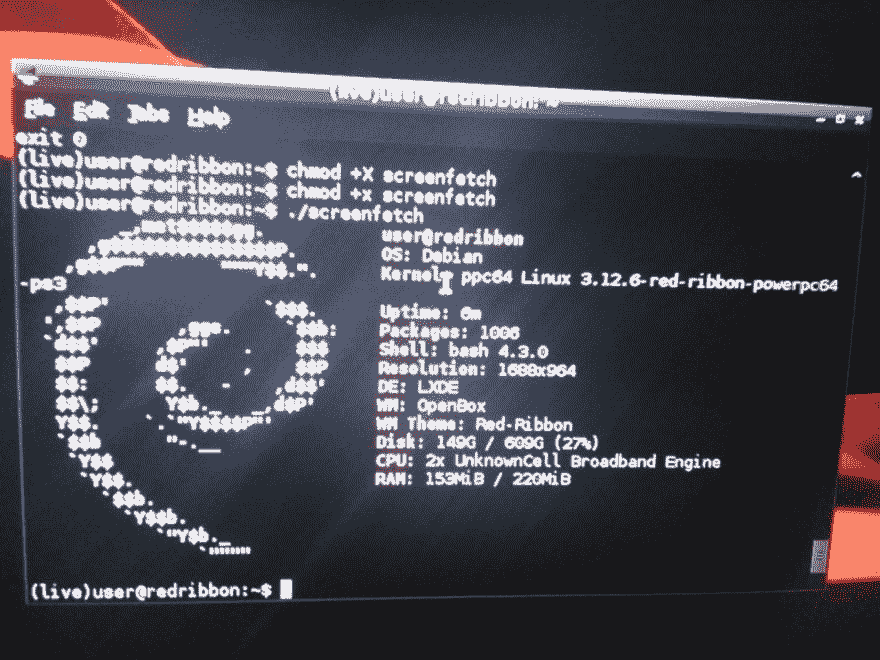 (live)user@redribbon: ~
File Edit Tabs Help
exit 0
(live)user@redribbon:~$ chmod +X screenfetch
(live)user@redribbon:~$ chmod +x screenfetch
(live)user@redribbon:~$ ./screenfetch
user@redribbon
OS: Debian
Kernel: ppc64 Linux 3.12.6-red-ribbon-powerpc64
-ps3
Uptime: 6m
Packages: 1006
Shell: bash 4.3.0
Resolution: 1688x964
DE: LXDE
WM: OpenBox
WM Theme: Red-Ribbon
Disk: 149G / 609G (27%)
CPU: 2x UnknownCell Broadband Engine
RAM: 153MiB / 220MiB
(live)user@redribbon:~$